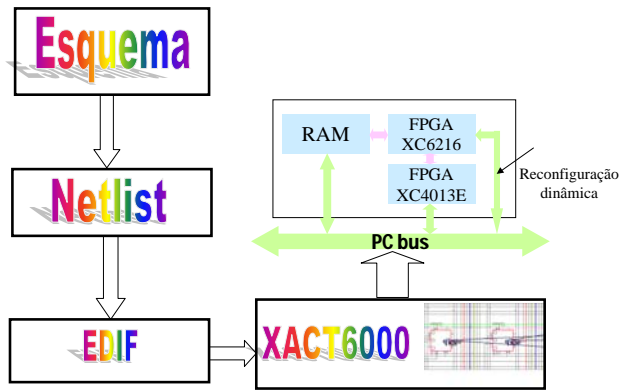 Esquema
Netlist
EDIF
XACT6000
RAM
FPGA
XC6216
FPGA
XC4013E
Reconfiguração
dinâmica
PC bus